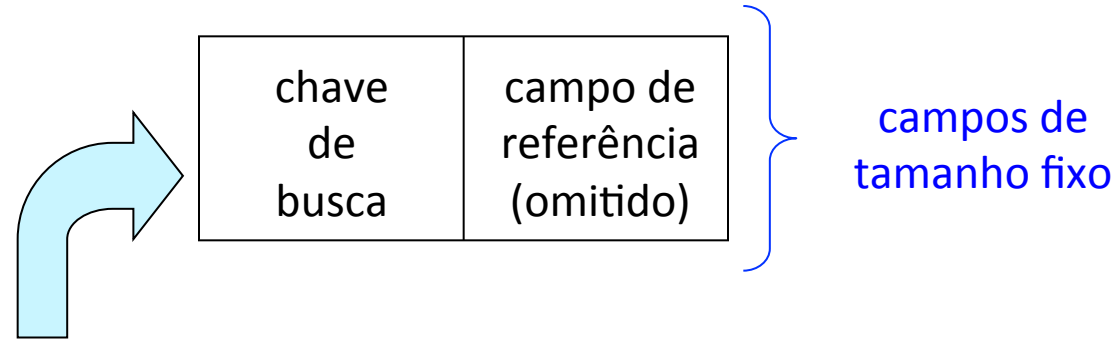 chave
de
busca
campo de
referência
(omitido)
campos de
tamanho fixo